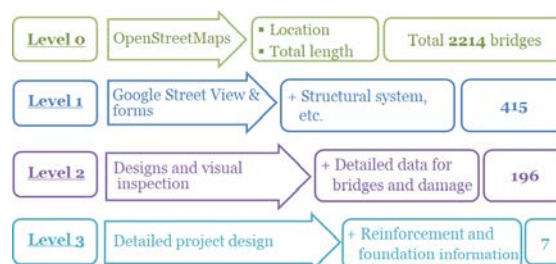 Level 0
OpenStreetMaps
▪ Location
▪ Total length
Total 2214 bridges
Level 1
Google Street View &
forms
+ Structural system,
etc.
415
Level 2
Designs and visual
inspection
+ Detailed data for
bridges and damage
196
Level 3
Detailed project design
+ Reinforcement and
foundation information
7